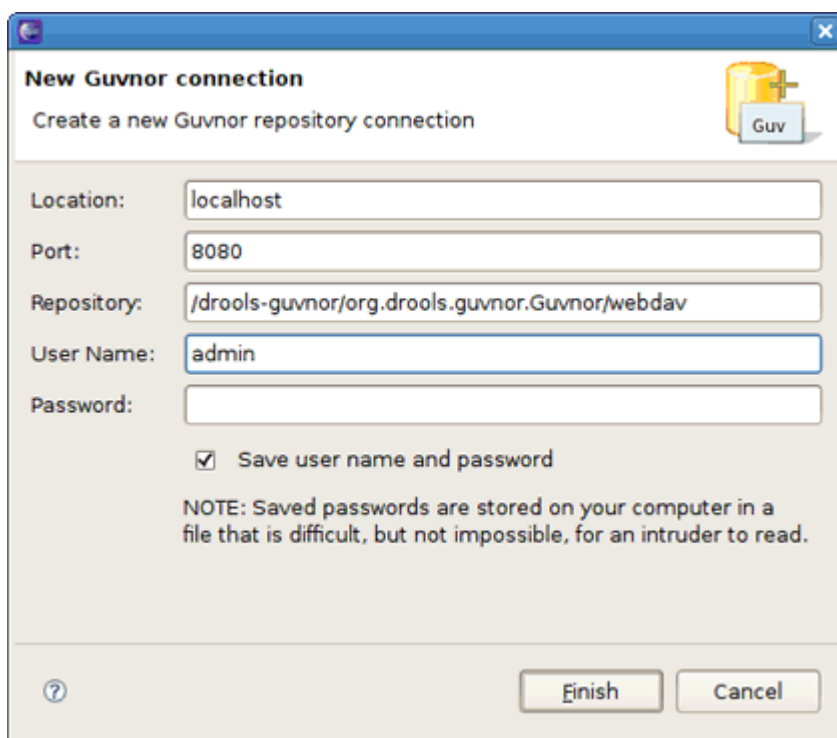 New Guvnor connection
Create a new Guvnor repository connection
Guv
Location: localhost
Port: 8080
Repository: /drools-guvnor/org.drools.guvnor.Guvnor/webdav
User Name: admin
Password:
Save user name and password
NOTE: Saved passwords are stored on your computer in a
file that is difficult, but not impossible, for an intruder to read.
Finish Cancel